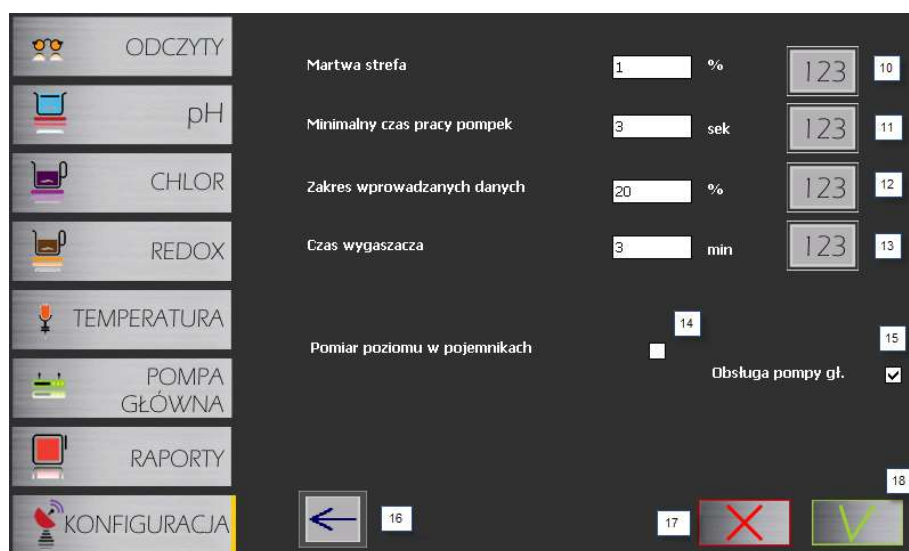 ODCZYTY
pH
CHLOR
REDOX
TEMPERATURA
POMPA
GŁÓWNA
RAPORTY
KONFIGURACJA
Martwa strefa 1 % 123 10
Minimalny czas pracy pompek 3 sek 123 11
Zakres wprowadzanych danych 20 % 123 12
Czas wygaszacza 3 min 123 13
14
Pomiar poziomu w pojemnikach
15
Obsługa pompy gł.
16
17
18